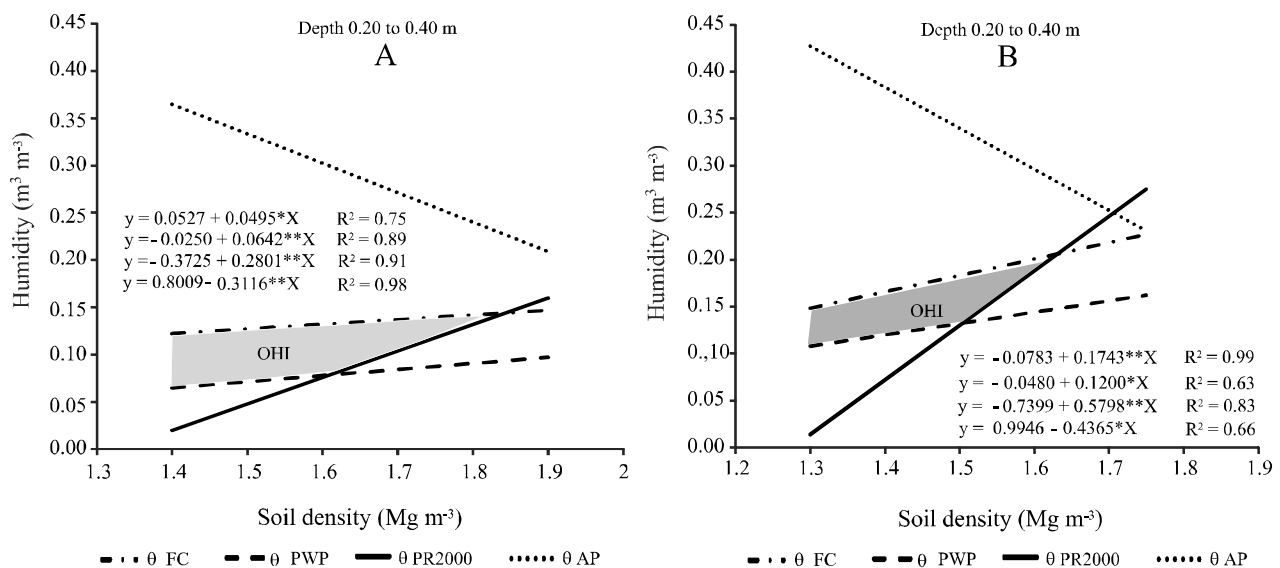 Depth 0.20 to 0.40 m
A
Humidity (m³ m⁻³)
0.45
0.40
0.35
0.30
0.25
0.20
0.15
0.10
0.05
0.00
y = 0.0527 + 0.0495*X R² = 0.75
y = - 0.0250 + 0.0642**X R² = 0.89
y = - 0.3725 + 0.2801**X R² = 0.91
y = 0.8009 - 0.3116**X R² = 0.98
OHI
1.3 1.4 1.5 1.6 1.7 1.8 1.9 2
Soil density (Mg m⁻³)
θ FC θ PWP θ PR2000 θ AP
Depth 0.20 to 0.40 m
B
Humidity (m³ m⁻³)
0.45
0.40
0.35
0.30
0.25
0.20
0.15
0.10
0.05
0.00
OHI
y = - 0.0783 + 0.1743**X R² = 0.99
y = - 0.0480 + 0.1200*X R² = 0.63
y = - 0.7399 + 0.5798**X R² = 0.83
y = 0.9946 - 0.4365*X R² = 0.66
1.2 1.3 1.4 1.5 1.6 1.7 1.8 1.9
Soil density (Mg m⁻³)
θ FC θ PWP θ PR2000 θ AP